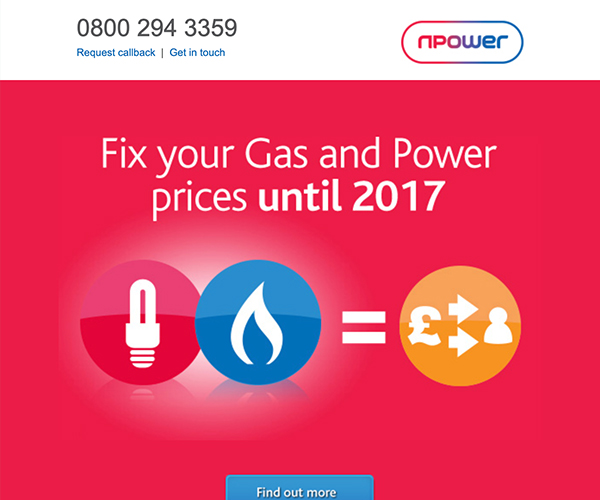 0800 294 3359
Request callback | Get in touch
npower
Fix your Gas and Power
prices until 2017
= £
Find out more